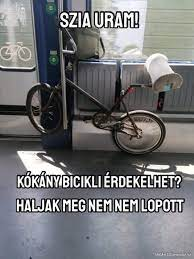 SZIA URAM!
KÓKÁNY BICIKLI ÉRDEKELHET?
HALJAK MEG NEM NEM LOPOTT